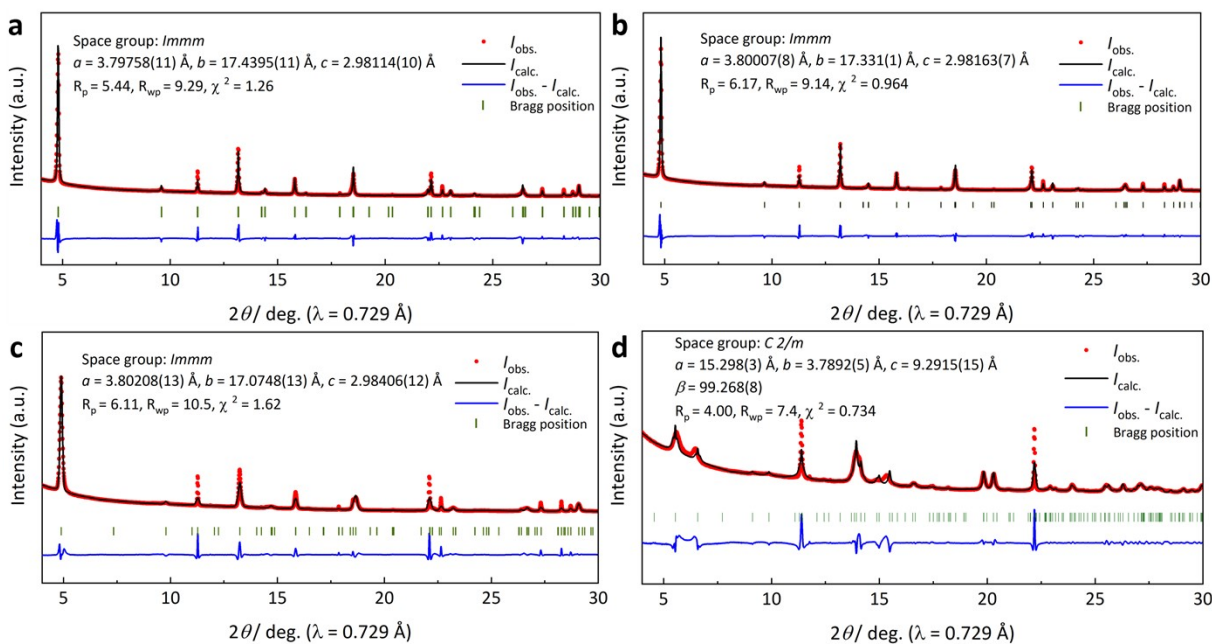 a
Space group: Immm
a = 3.79758(11) Å, b = 17.4395(11) Å, c = 2.98114(10) Å
Rp = 5.44, Rwp = 9.29, χ 2 = 1.26
Iobs.
Icalc.
Iobs. - Icalc.
Bragg position
Intensity (a.u.)
5 10 15 20 25 30
2θ/ deg. (λ = 0.729 Å)
b
Space group: Immm
a = 3.80007(8) Å, b = 17.331(1) Å, c = 2.98163(7) Å
Rp = 6.17, Rwp = 9.14, χ 2 = 0.964
Iobs.
Icalc.
Iobs. - Icalc.
Bragg position
Intensity (a.u.)
5 10 15 20 25 30
2θ/ deg. (λ = 0.729 Å)
c
Space group: Immm
a = 3.80208(13) Å, b = 17.0748(13) Å, c = 2.98406(12) Å
Rp = 6.11, Rwp = 10.5, χ 2 = 1.62
Iobs.
Icalc.
Iobs. - Icalc.
Bragg position
Intensity (a.u.)
5 10 15 20 25 30
2θ/ deg. (λ = 0.729 Å)
d
Space group: C 2/m
a = 15.298(3) Å, b = 3.7892(5) Å, c = 9.2915(15) Å
β = 99.268(8)
Rp = 4.00, Rwp = 7.4, χ 2 = 0.734
Iobs.
Icalc.
Iobs. - Icalc.
Bragg position
Intensity (a.u.)
5 10 15 20 25 30
2θ/ deg. (λ = 0.729 Å)